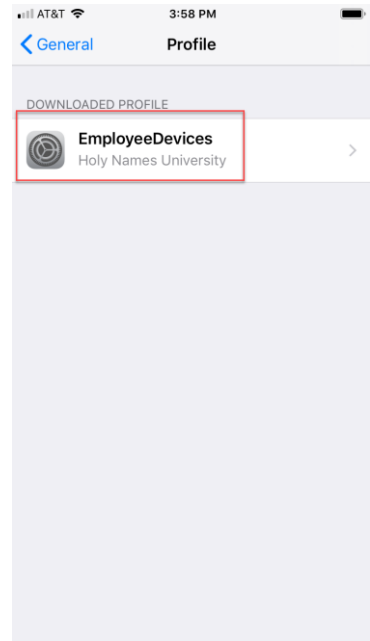 AT&T 3:58 PM
General Profile
DOWNLOADED PROFILE
EmployeeDevices
Holy Names University